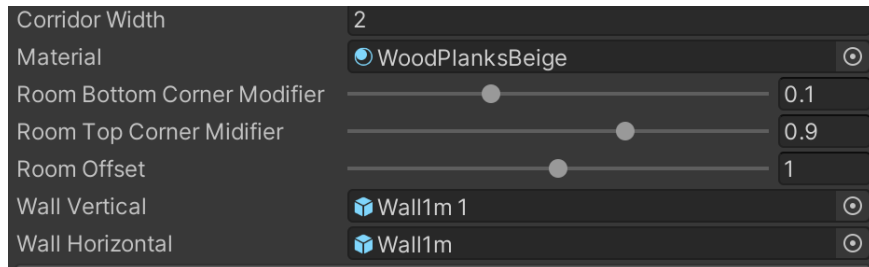 Corridor Width 2
Material WoodPlanksBeige
Room Bottom Corner Modifier 0.1
Room Top Corner Midifier 0.9
Room Offset 1
Wall Vertical Wall1m 1
Wall Horizontal Wall1m